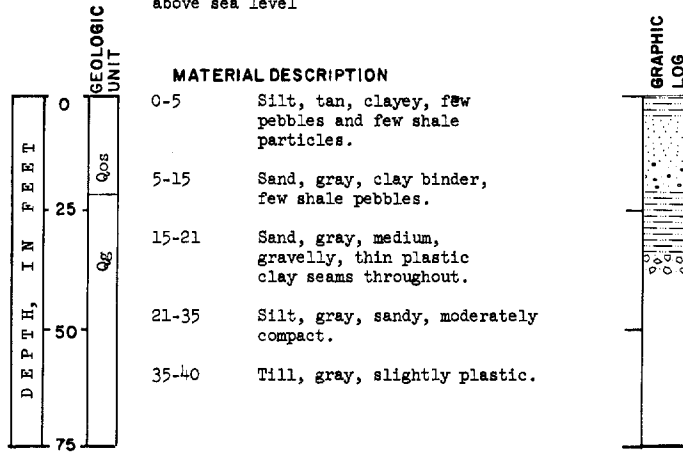 above sea level
GEOLOGIC
UNIT
GRAPHIC
LOG
MATERIAL DESCRIPTION
DEPTH, IN FEET
0
25
50
75
Qos
Qg
0-5 Silt, tan, clayey, few
pebbles and few shale
particles.
5-15 Sand, gray, clay binder,
few shale pebbles.
15-21 Sand, gray, medium,
gravelly, thin plastic
clay seams throughout.
21-35 Silt, gray, sandy, moderately
compact.
35-40 Till, gray, slightly plastic.